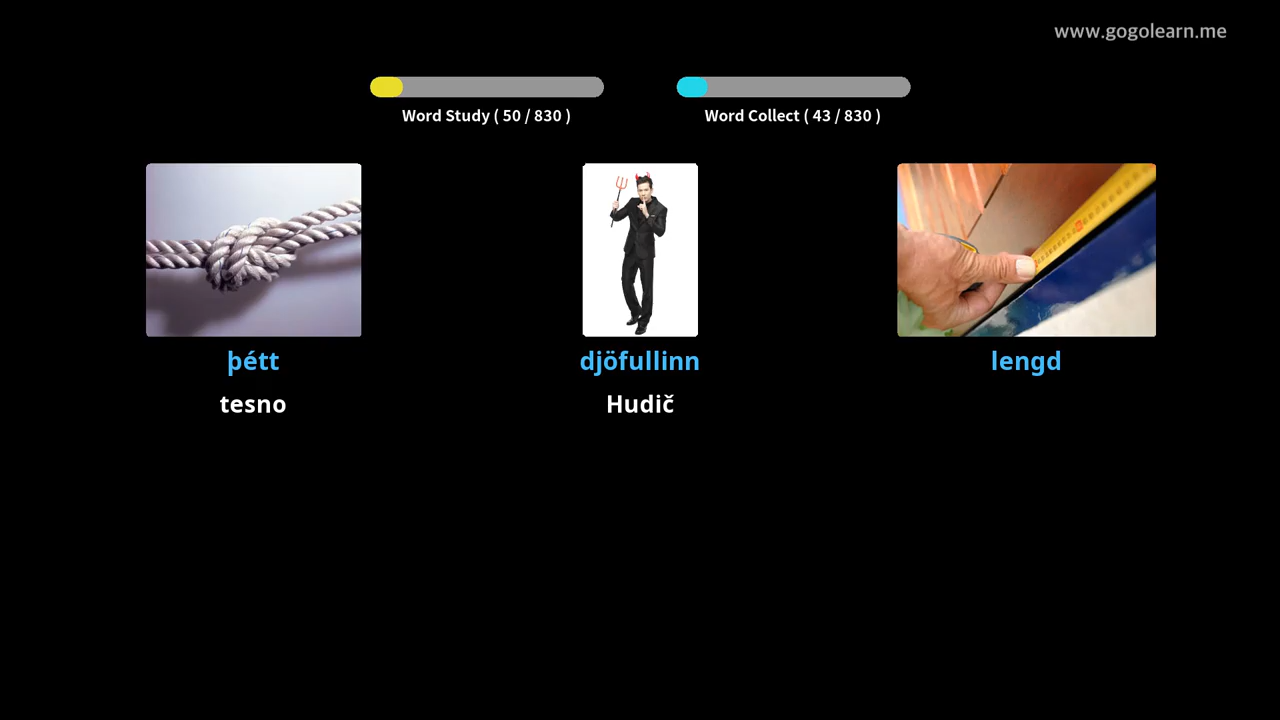 www.gogolearn.me
Word Study ( 50 / 830 )
Word Collect ( 43 / 830 )
þétt
djöfullinn
lengd
tesno
Hudič